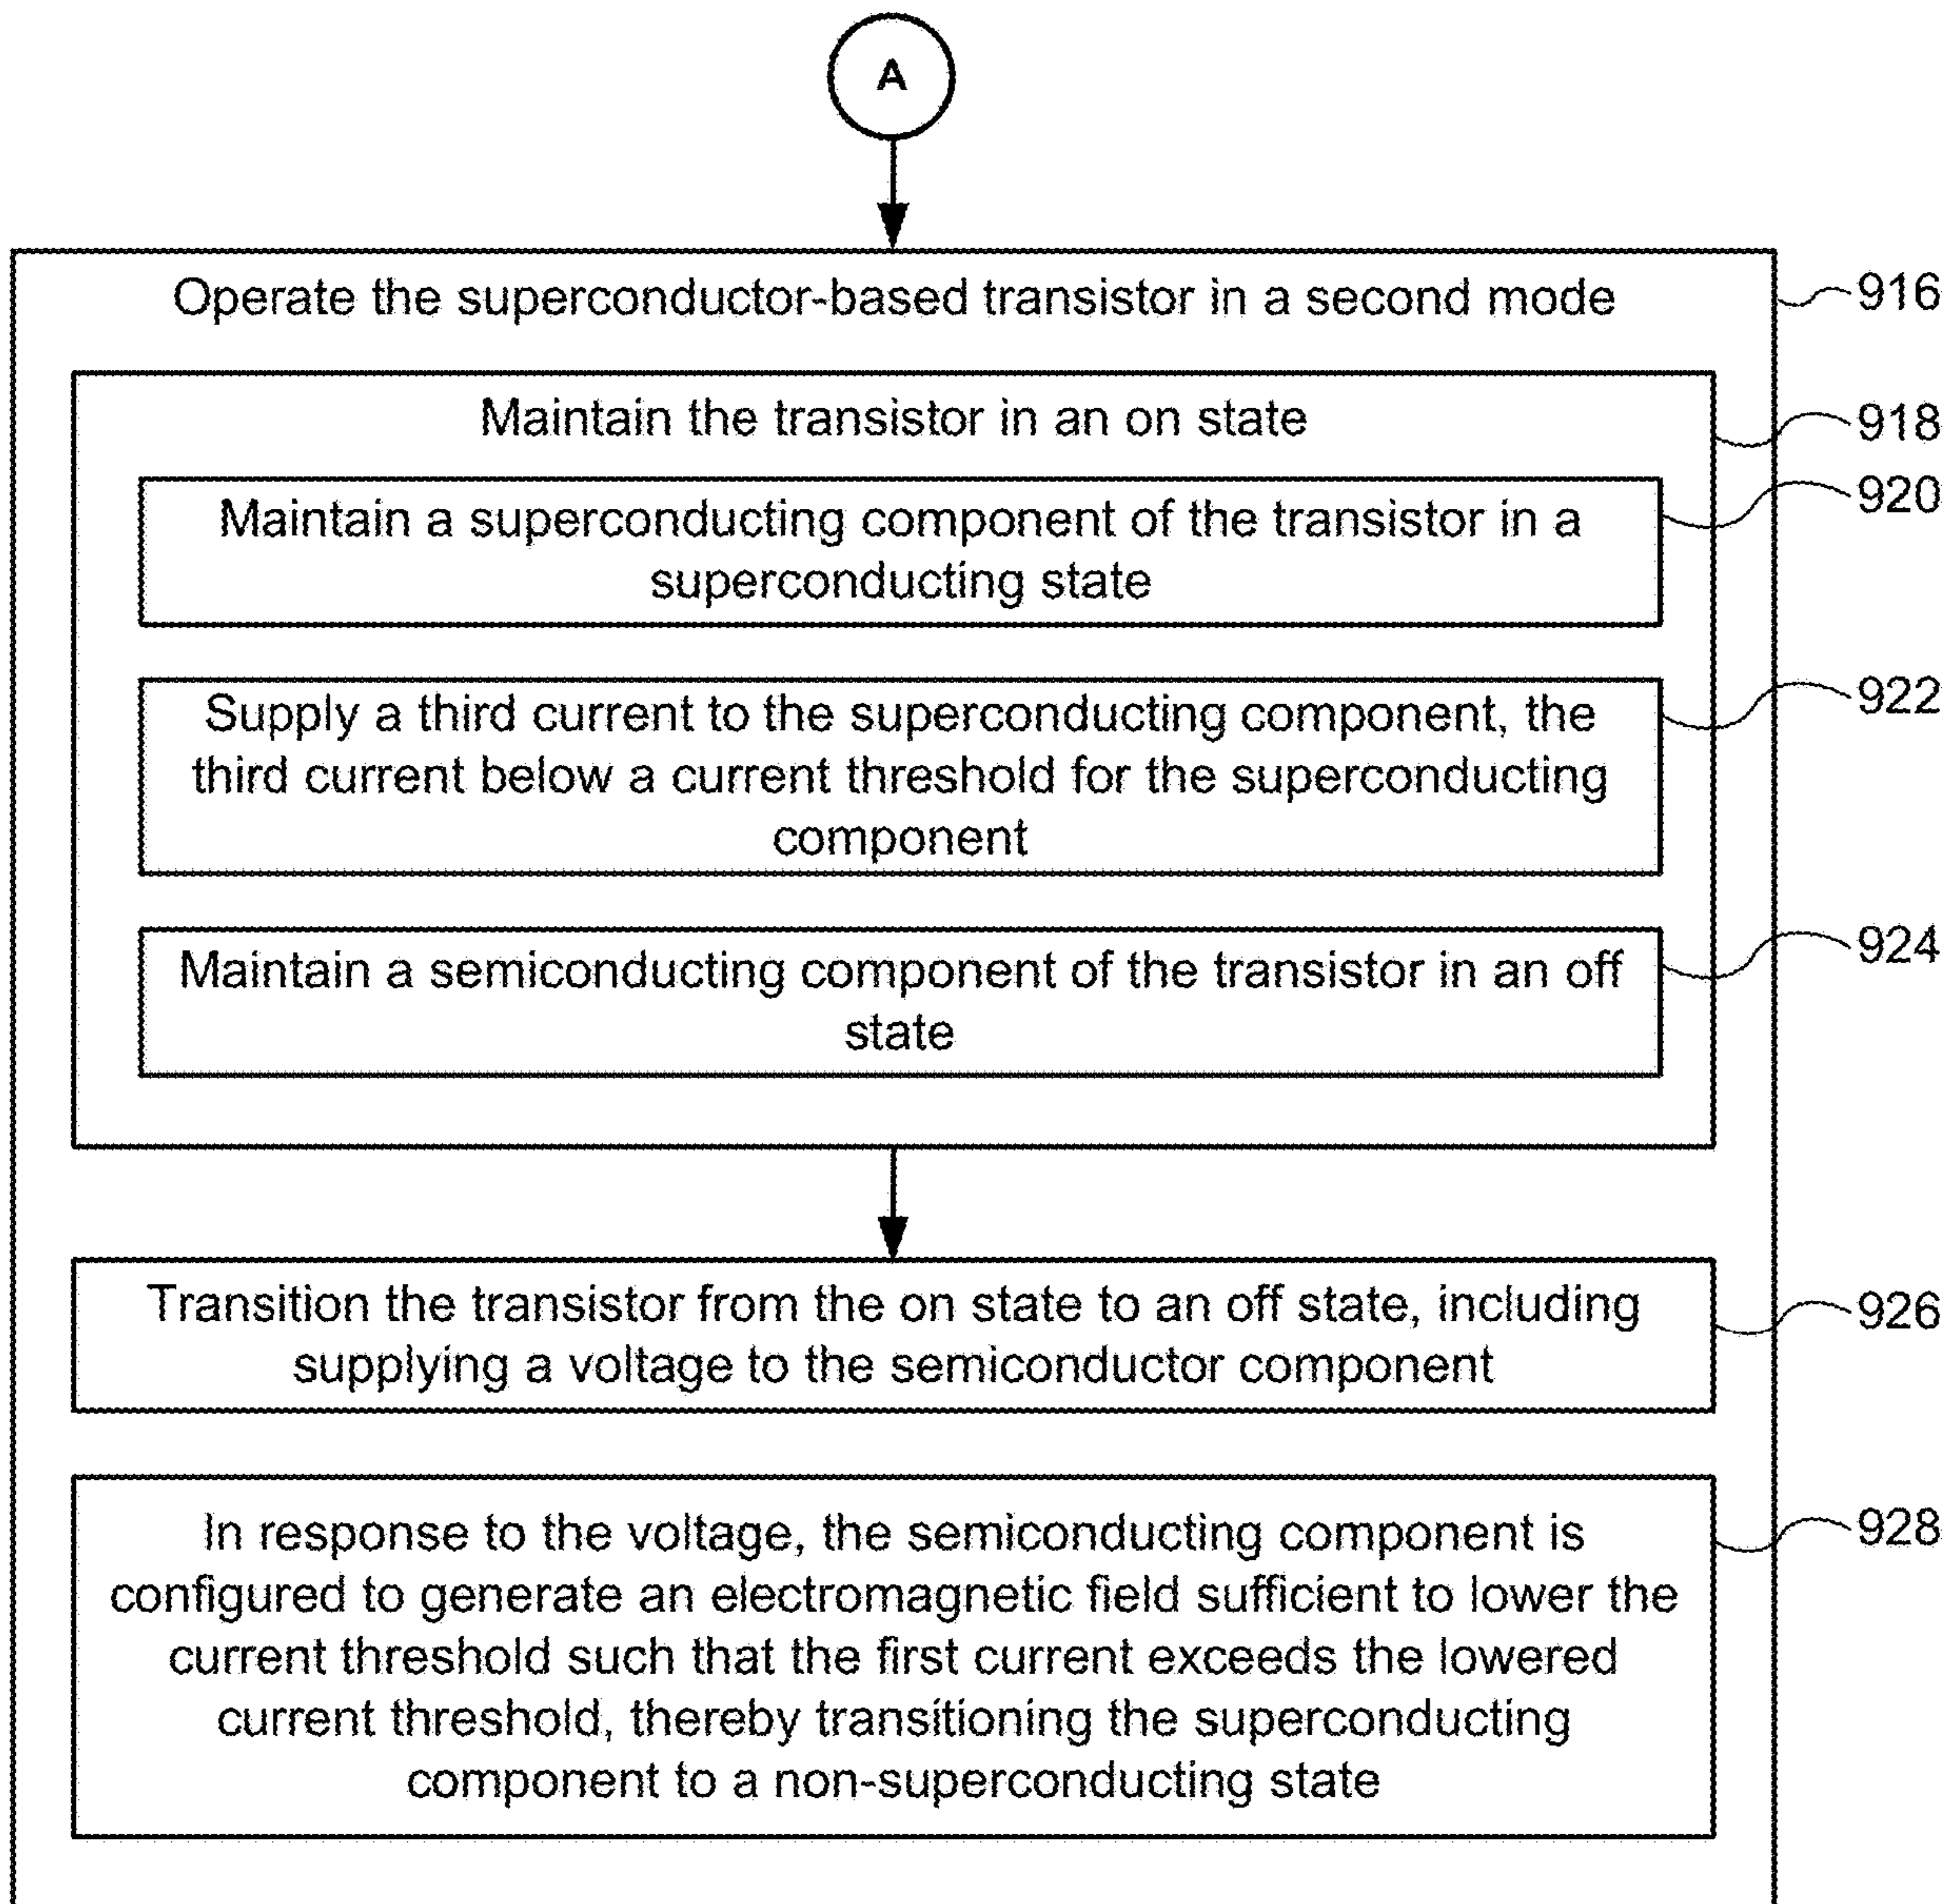 A
Operate the superconductor-based transistor in a second mode
916
Maintain the transistor in an on state
918
Maintain a superconducting component of the transistor in a
superconducting state
920
Supply a third current to the superconducting component, the
third current below a current threshold for the superconducting
component
922
Maintain a semiconducting component of the transistor in an off
state
924
Transition the transistor from the on state to an off state, including
supplying a voltage to the semiconductor component
926
In response to the voltage, the semiconducting component is
configured to generate an electromagnetic field sufficient to lower the
current threshold such that the first current exceeds the lowered
current threshold, thereby transitioning the superconducting
component to a non-superconducting state
928